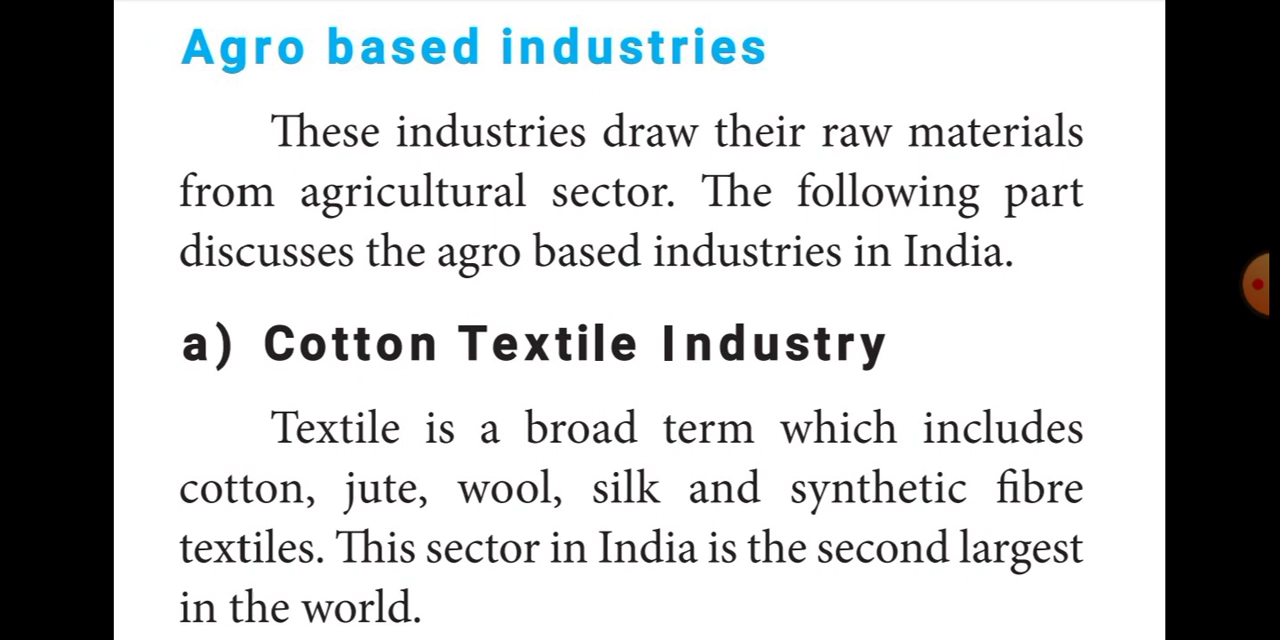 Agro based industries
These industries draw their raw materials
from agricultural sector. The following part
discusses the agro based industries in India.
a) Cotton Textile Industry
Textile is a broad term which includes
cotton, jute, wool, silk and synthetic fibre
textiles. This sector in India is the second largest
in the world.